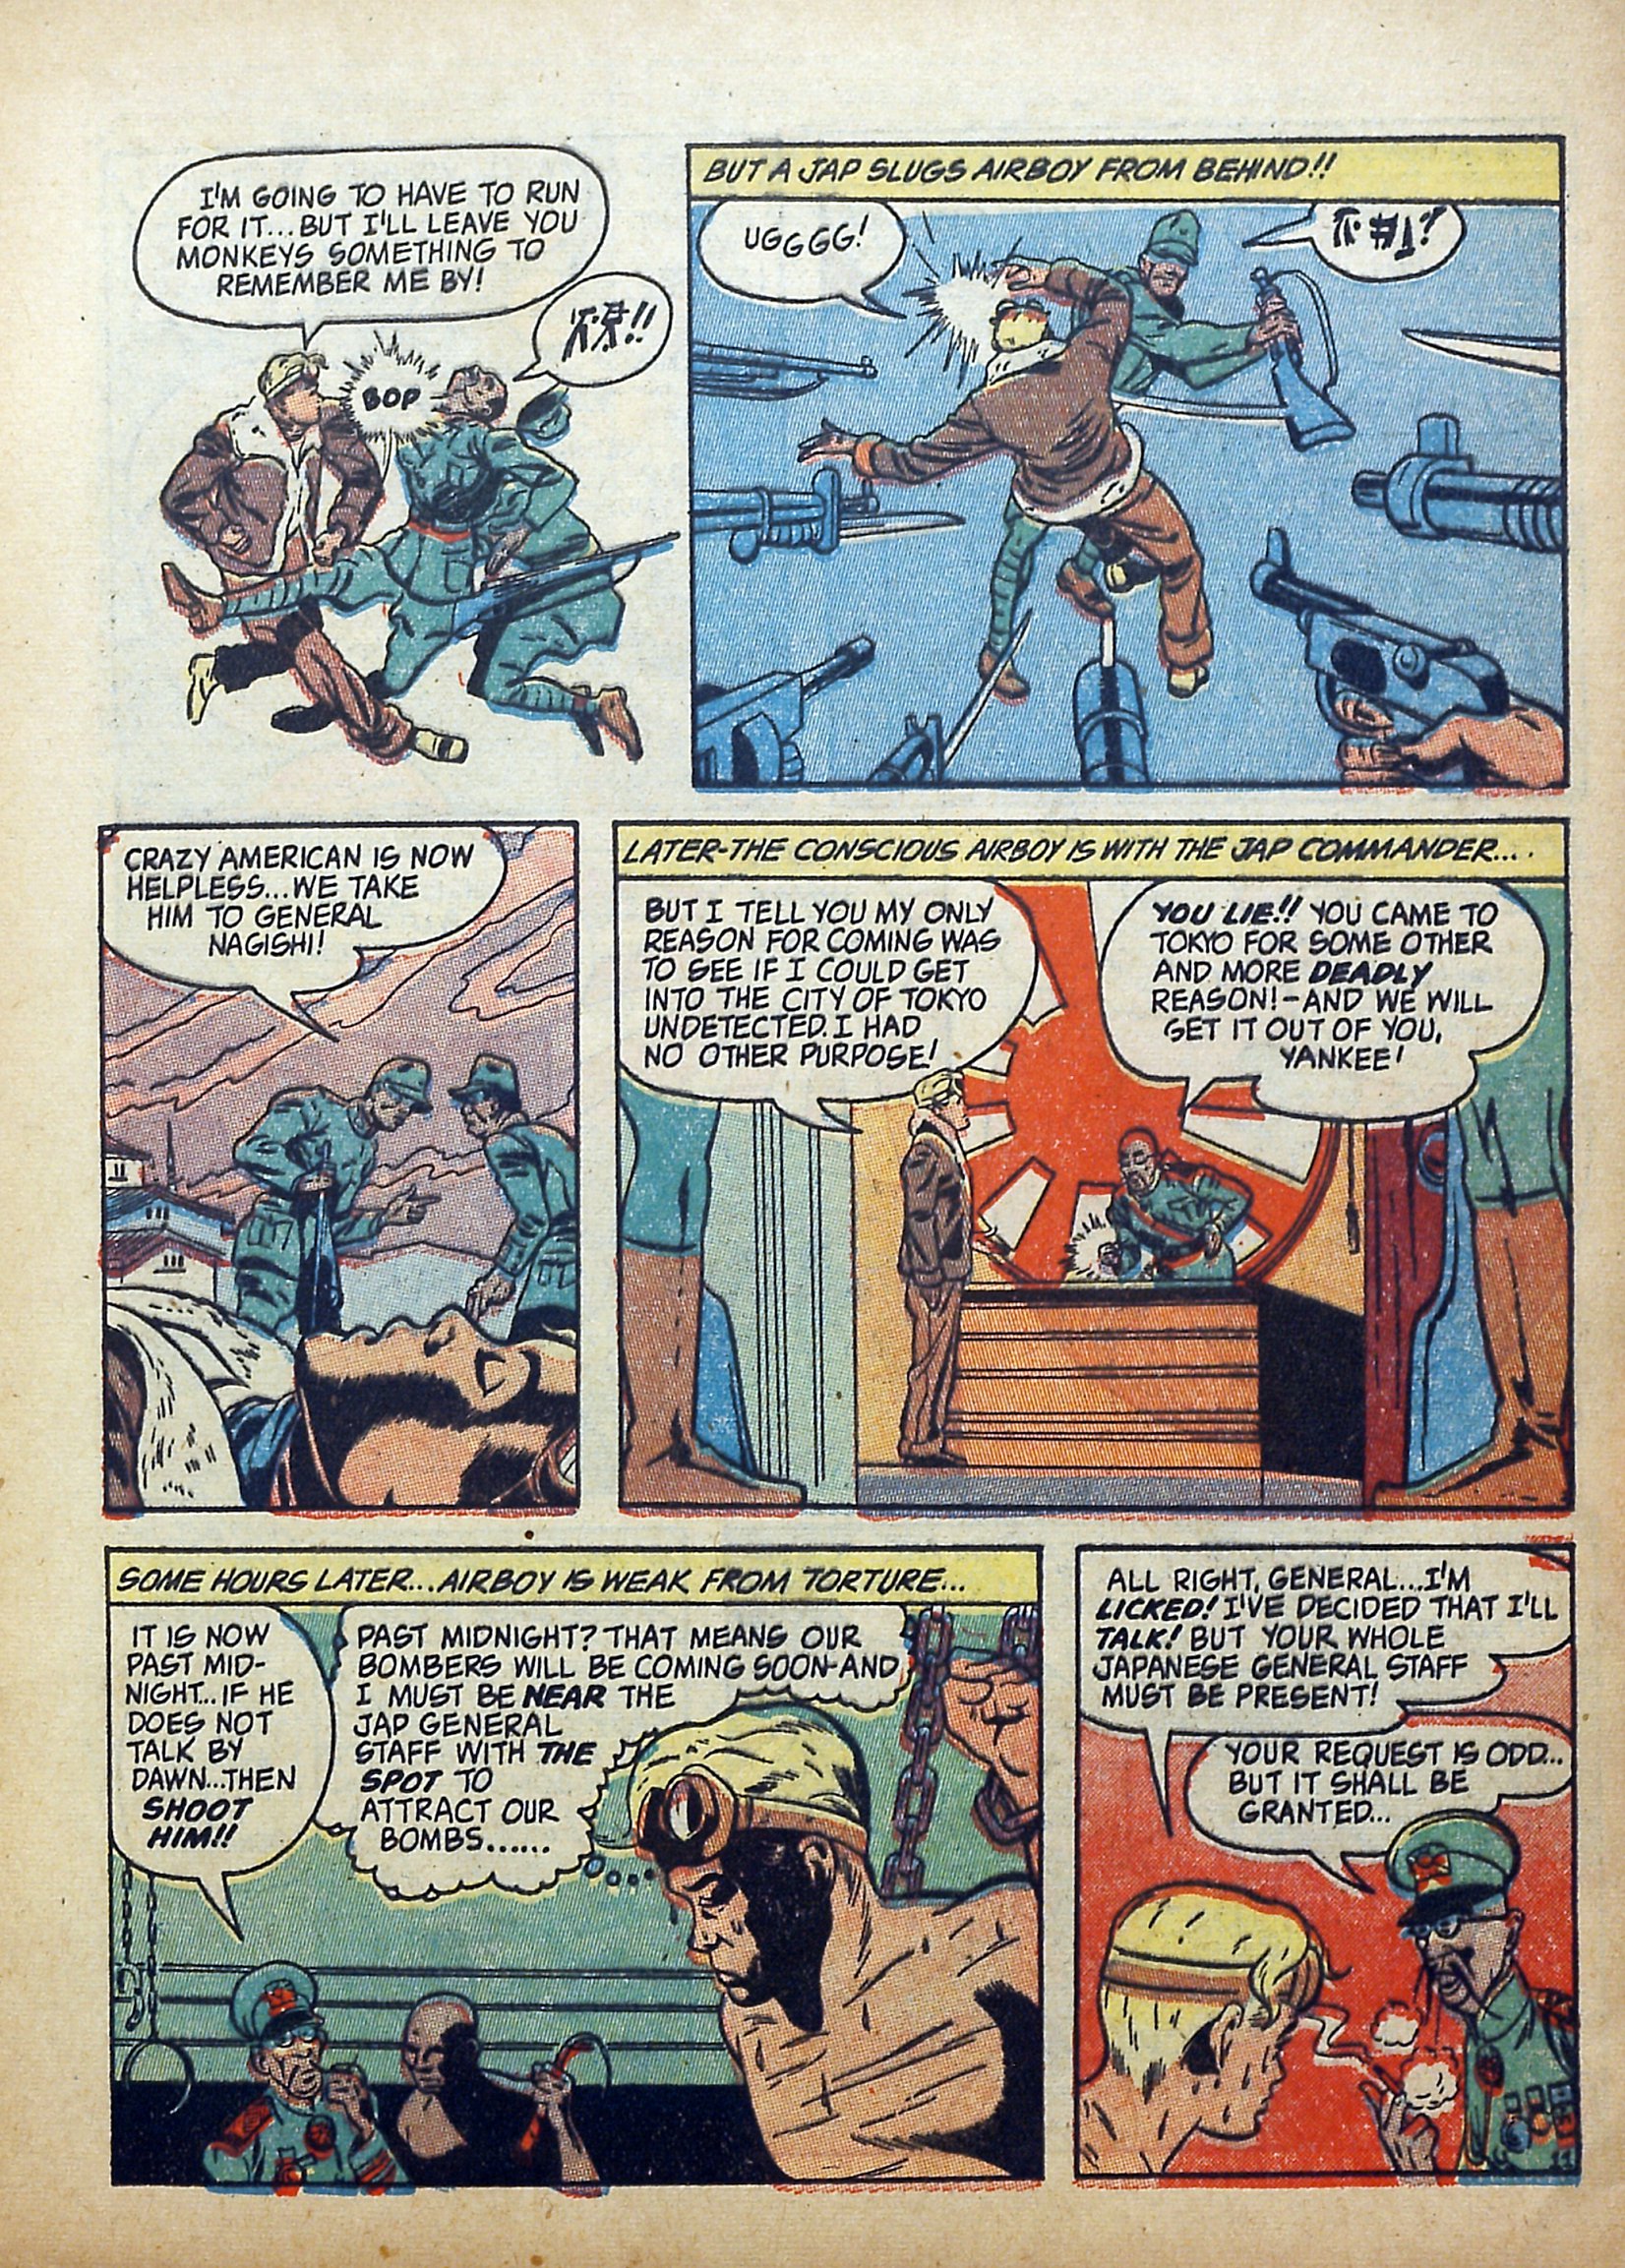 I'M GOING TO HAVE TO RUN
FOR IT...BUT I'LL LEAVE YOU
MONKEYS SOMETHING TO
REMEMBER ME BY!
BOP
BUT A JAP SLUGS AIRBOY FROM BEHIND!!
UGGGGG!
CRAZY AMERICAN IS NOW
HELPLESS...WE TAKE
HIM TO GENERAL
NAGISHI!
LATER-THE CONSCIOUS AIRBOY IS WITH THE JAP COMMANDER....
BUT I TELL YOU MY ONLY
REASON FOR COMING WAS
TO SEE IF I COULD GET
INTO THE CITY OF TOKYO
UNDETECTED. I HAD
NO OTHER PURPOSE!
YOU LIE!! YOU CAME TO
TOKYO FOR SOME OTHER
AND MORE DEADLY
REASON!-AND WE WILL
GET IT OUT OF YOU,
YANKEE!
SOME HOURS LATER...AIRBOY IS WEAK FROM TORTURE...
IT IS NOW
PAST MID-
NIGHT...IF HE
DOES NOT
TALK BY
DAWN...THEN
SHOOT
HIM!!
PAST MIDNIGHT? THAT MEANS OUR
BOMBERS WILL BE COMING SOON-AND
I MUST BE NEAR THE
JAP GENERAL
STAFF WITH THE
SPOT TO
ATTRACT OUR
BOMBS......
ALL RIGHT, GENERAL...I'M
LICKED! I'VE DECIDED THAT I'LL
TALK! BUT YOUR WHOLE
JAPANESE GENERAL STAFF
MUST BE PRESENT!
YOUR REQUEST IS ODD...
BUT IT SHALL BE
GRANTED...
11